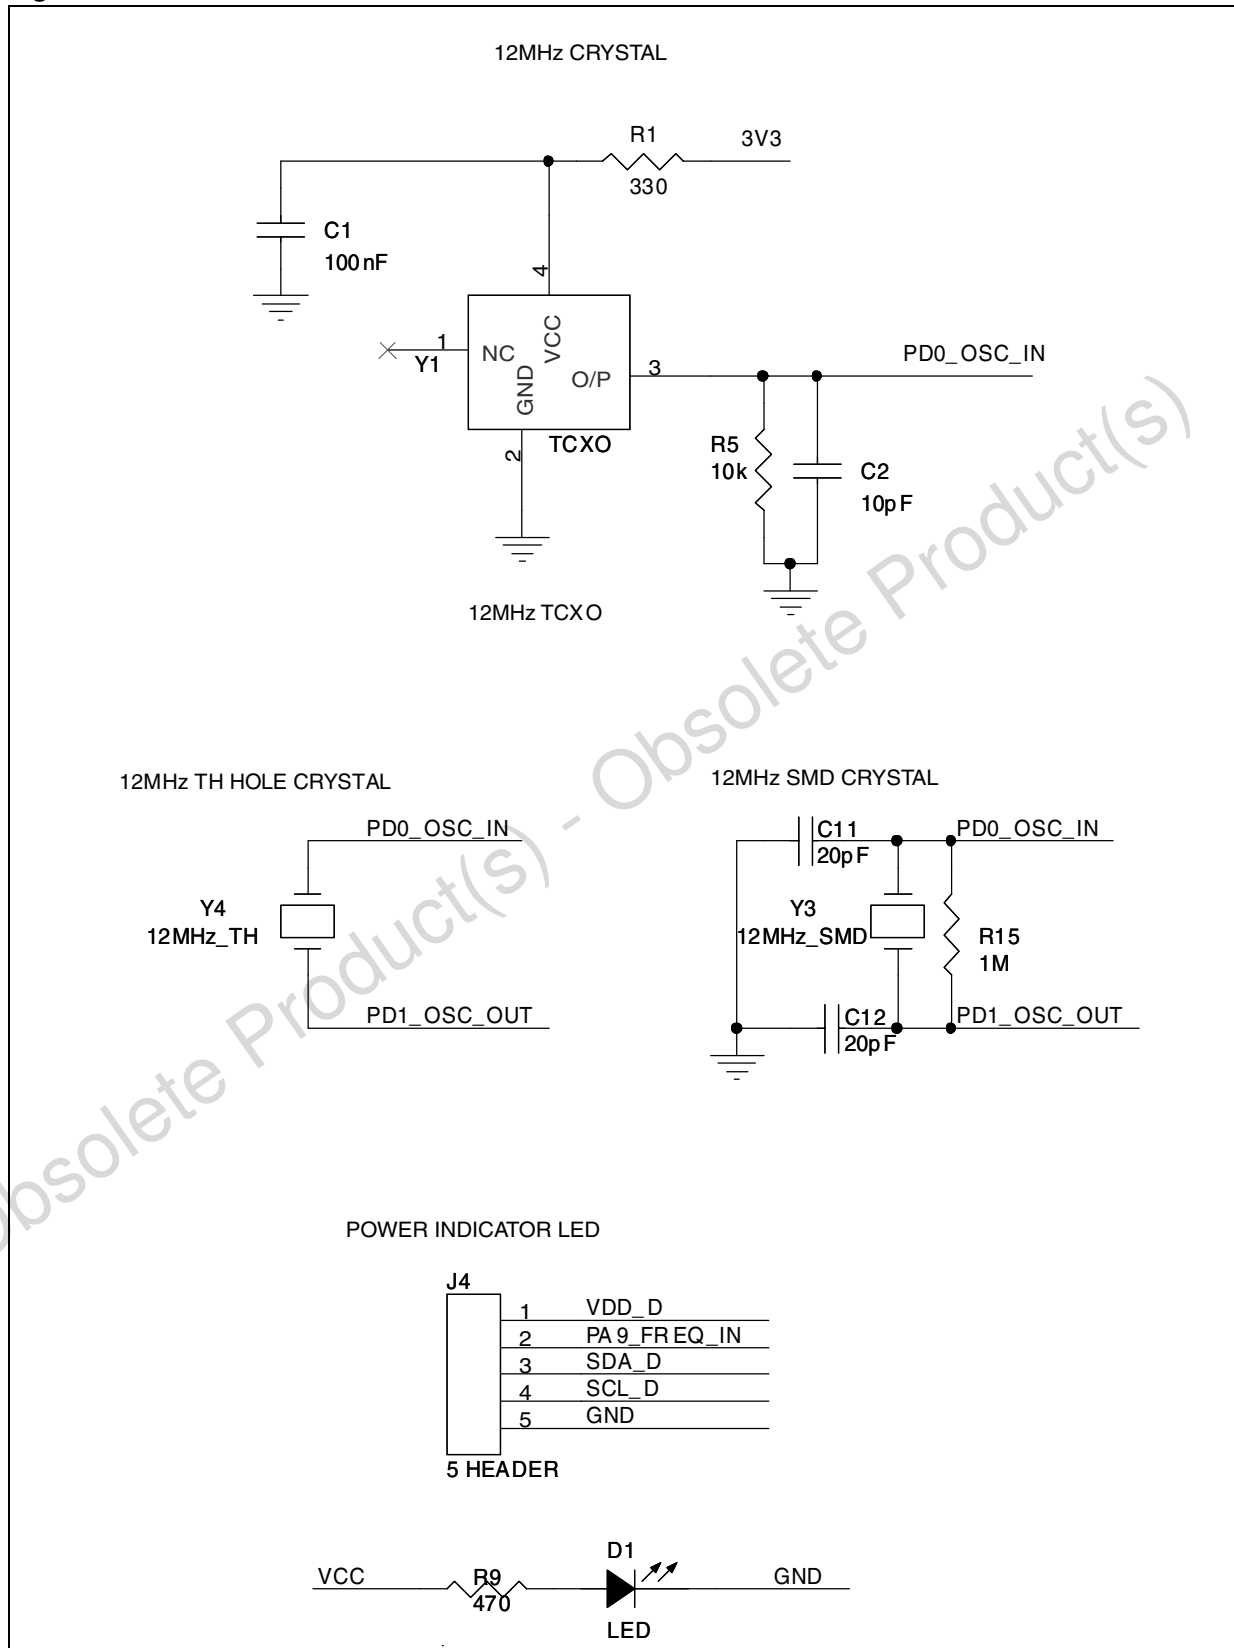 12MHz CRYSTAL
R1
3V3
330
C1
100nF
4
1
Y1
NC
VCC
GND
O/P
3
PD0_OSC_IN
TCXO
2
R5
10k
C2
10pF
12MHz TCXO
12MHz TH HOLE CRYSTAL
PD0_OSC_IN
Y4
12MHz_TH
PD1_OSC_OUT
12MHz SMD CRYSTAL
C11
20pF
PD0_OSC_IN
Y3
12MHz_SMD
R15
1M
C12
20pF
PD1_OSC_OUT
Obsolete Product(s) - Obsolete Product(s)
POWER INDICATOR LED
J4
1 VDD_D
2 PA9_FREQ_IN
3 SDA_D
4 SCL_D
5 GND
5 HEADER
VCC
R9
470
D1
LED
GND